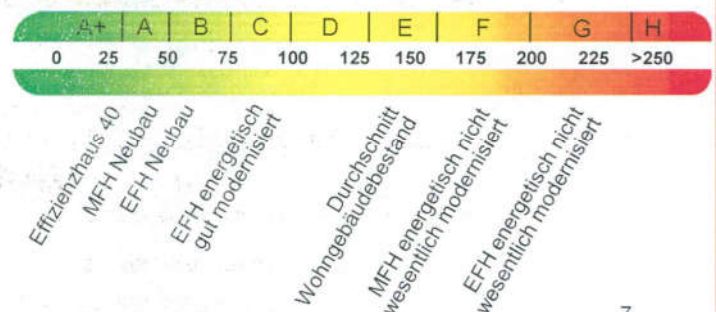 A+ A B C D E F G H
0 25 50 75 100 125 150 175 200 225 >250
Effizienzhaus 40
MFH Neubau
EFH Neubau
EFH energetisch
gut modernisiert
Durchschnitt
Wohngebäudebestand
MFH energetisch nicht
wesentlich modernisiert
EFH energetisch nicht
wesentlich modernisiert
7